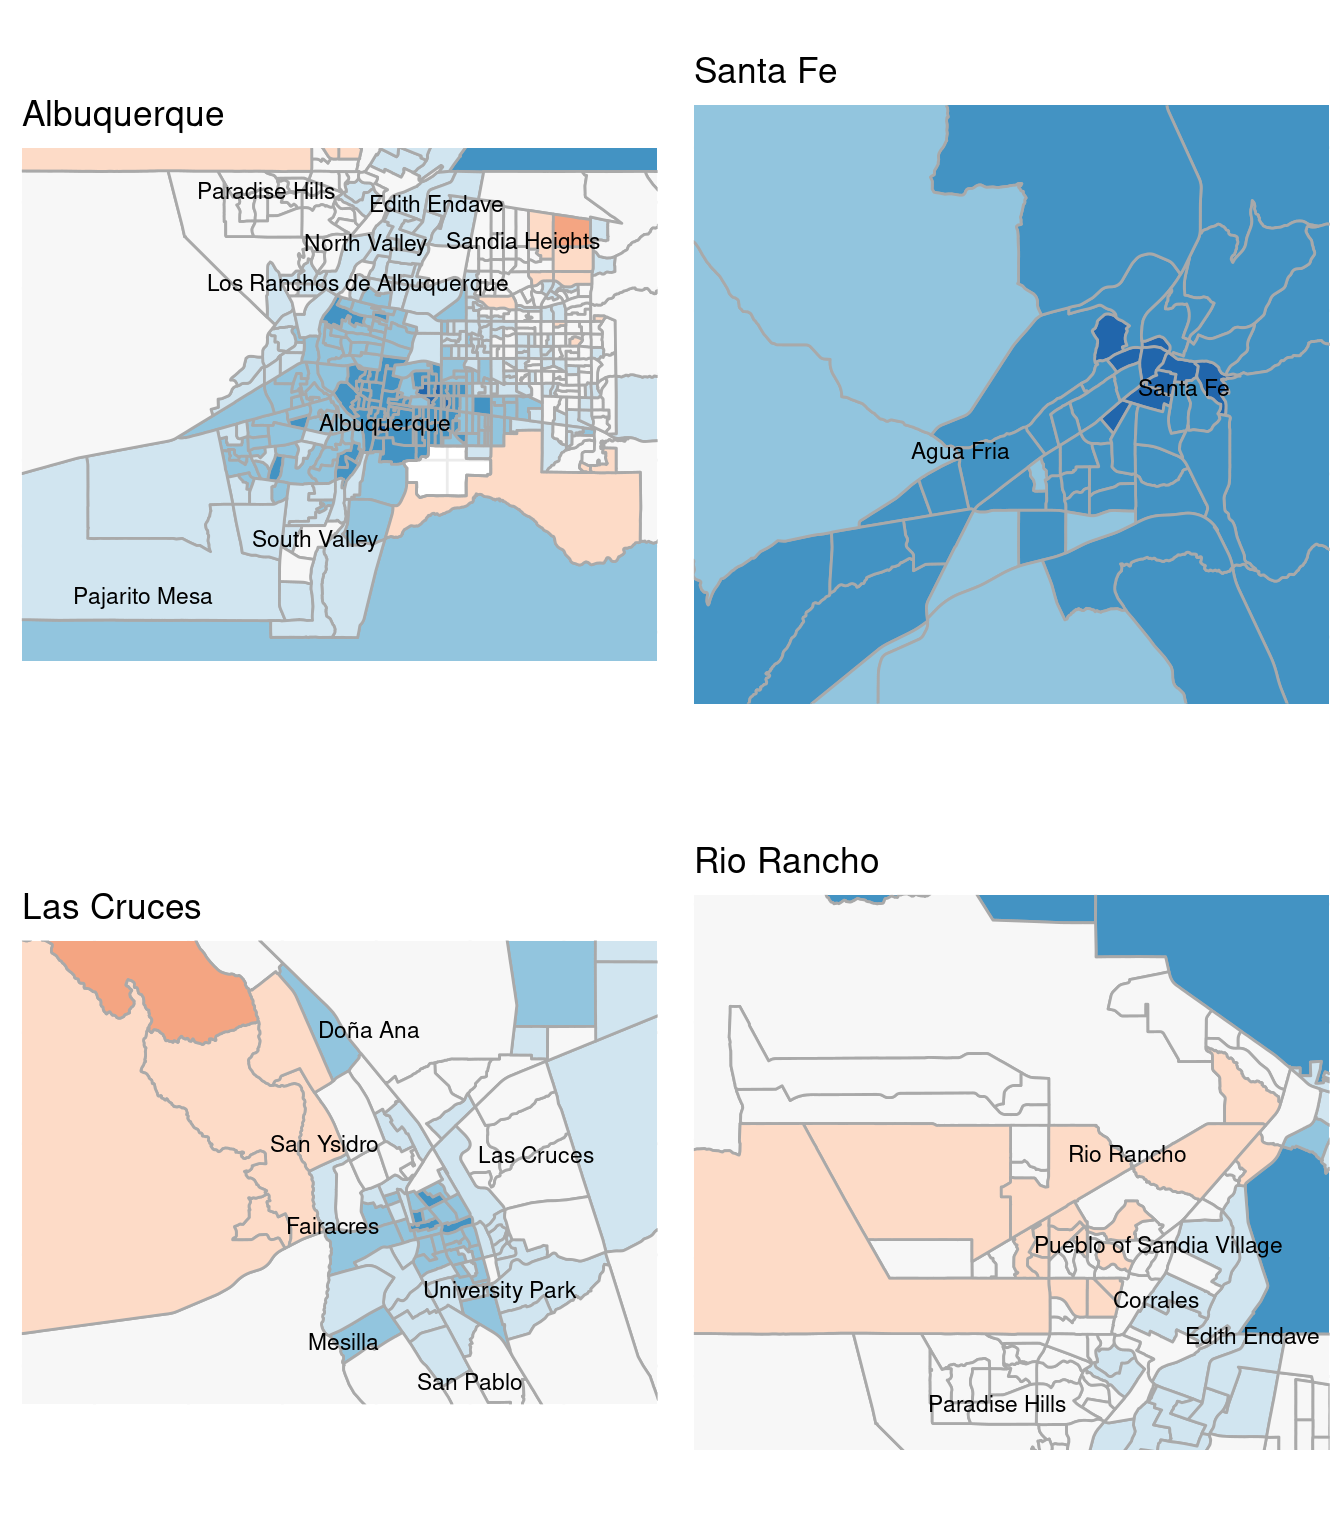 Albuquerque
Paradise Hills
Edith Endave
North Valley
Sandia Heights
Los Ranchos de Albuquerque
Albuquerque
South Valley
Pajarito Mesa
Santa Fe
Santa Fe
Agua Fria
Las Cruces
Doña Ana
San Ysidro
Las Cruces
Fairacres
University Park
Mesilla
San Pablo
Rio Rancho
Rio Rancho
Pueblo of Sandia Village
Corrales
Edith Endave
Paradise Hills